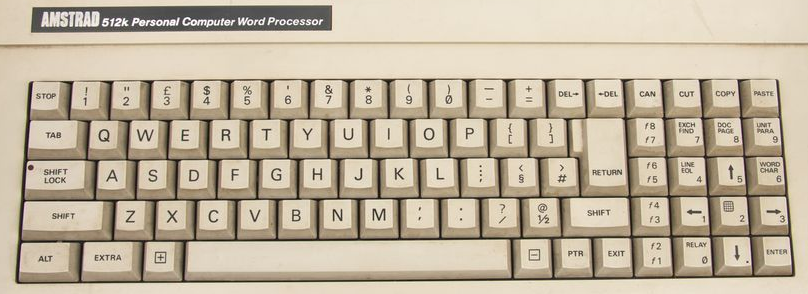 AMSTRAD 512k Personal Computer Word Processor
STOP ! 1 " 2 £ 3 $ 4 % 5 ' 6 & 7 * 8 ( 9 ) 0 — - + = DEL→ ←DEL CAN CUT COPY PASTE
TAB Q W E R T Y U I O P { [ } ] RETURN f8 f7 EXCH FIND 7 DOC PAGE 8 UNIT PARA 9
SHIFT LOCK A S D F G H J K L < § > # f6 f5 LINE EOL 4 ↑ 5 WORD CHAR 6
SHIFT Z X C V B N M ? / @ ½ SHIFT f4 f3 ← 1 2 → 3
ALT EXTRA + − PTR EXIT f2 f1 RELAY 0 ↓ . ENTER